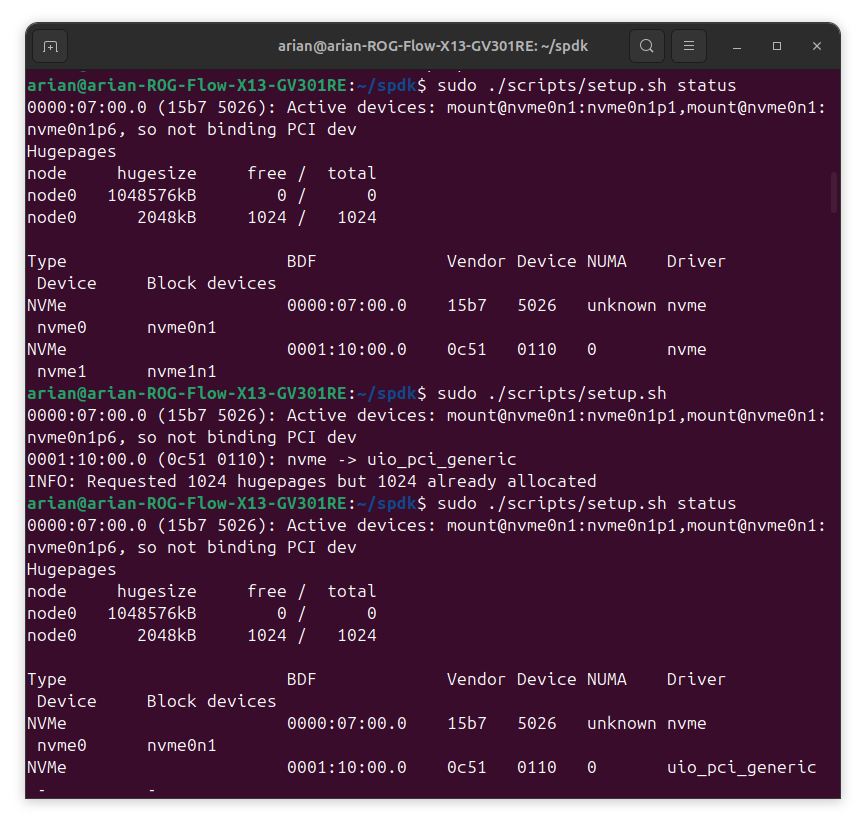 arian@arian-ROG-Flow-X13-GV301RE: ~/spdk
arian@arian-ROG-Flow-X13-GV301RE:~/spdk$ sudo ./scripts/setup.sh status
0000:07:00.0 (15b7 5026): Active devices: mount@nvme0n1:nvme0n1p1,mount@nvme0n1:
nvme0n1p6, so not binding PCI dev
Hugepages
node     hugesize     free /  total
node0   1048576kB        0 /      0
node0      2048kB     1024 /   1024

Type                      BDF             Vendor Device NUMA    Driver
 Device     Block devices
NVMe                      0000:07:00.0    15b7   5026   unknown nvme
 nvme0      nvme0n1
NVMe                      0001:10:00.0    0c51   0110   0       nvme
 nvme1      nvme1n1
arian@arian-ROG-Flow-X13-GV301RE:~/spdk$ sudo ./scripts/setup.sh
0000:07:00.0 (15b7 5026): Active devices: mount@nvme0n1:nvme0n1p1,mount@nvme0n1:
nvme0n1p6, so not binding PCI dev
0001:10:00.0 (0c51 0110): nvme -> uio_pci_generic
INFO: Requested 1024 hugepages but 1024 already allocated
arian@arian-ROG-Flow-X13-GV301RE:~/spdk$ sudo ./scripts/setup.sh status
0000:07:00.0 (15b7 5026): Active devices: mount@nvme0n1:nvme0n1p1,mount@nvme0n1:
nvme0n1p6, so not binding PCI dev
Hugepages
node     hugesize     free /  total
node0   1048576kB        0 /      0
node0      2048kB     1024 /   1024

Type                      BDF             Vendor Device NUMA    Driver
 Device     Block devices
NVMe                      0000:07:00.0    15b7   5026   unknown nvme
 nvme0      nvme0n1
NVMe                      0001:10:00.0    0c51   0110   0       uio_pci_generic
 -          -